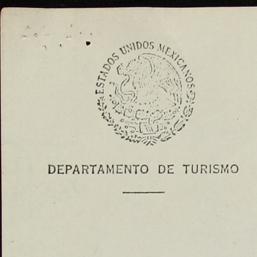 ESTADOS UNIDOS MEXICANOS
DEPARTAMENTO DE TURISMO